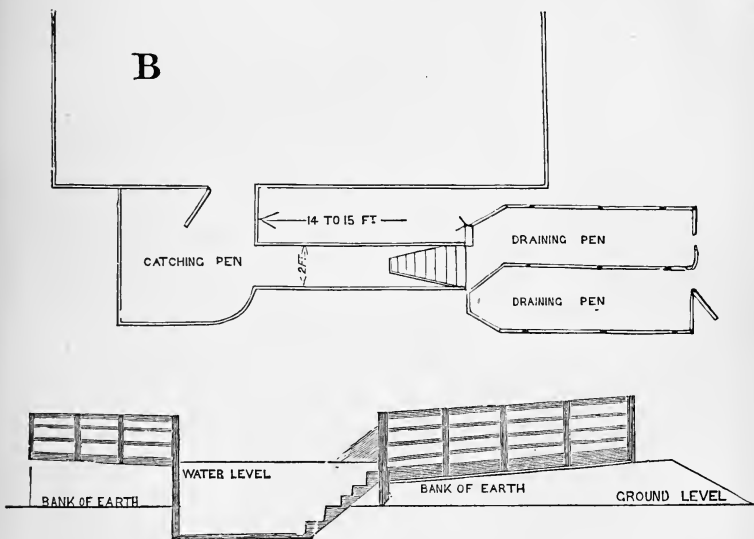 B
14 TO 15 FT
DRAINING PEN
CATCHING PEN
2 FT
DRAINING PEN
WATER LEVEL
BANK OF EARTH
BANK OF EARTH
GROUND LEVEL